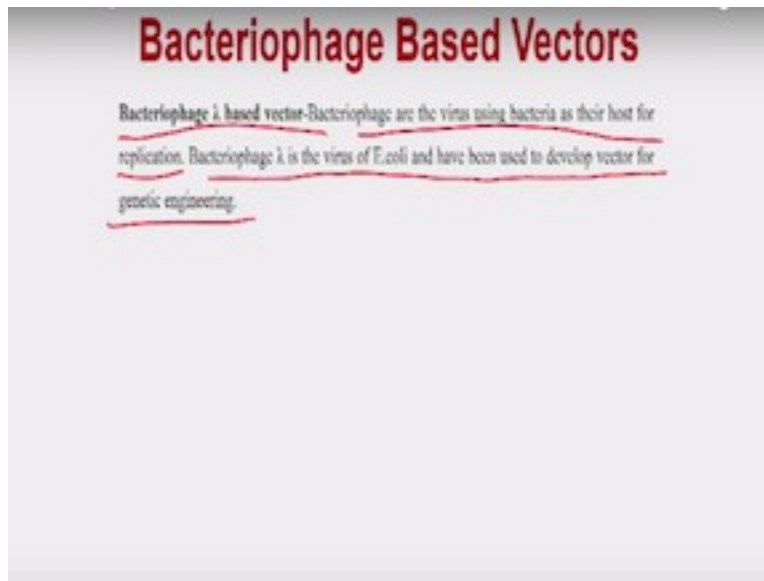 Bacteriophage Based Vectors
Bacteriophage λ based vector-Bacteriophage are the virus using bacteria as their host for
replication. Bacteriophage λ is the virus of E.coli and have been used to develop vector for
genetic engineering.